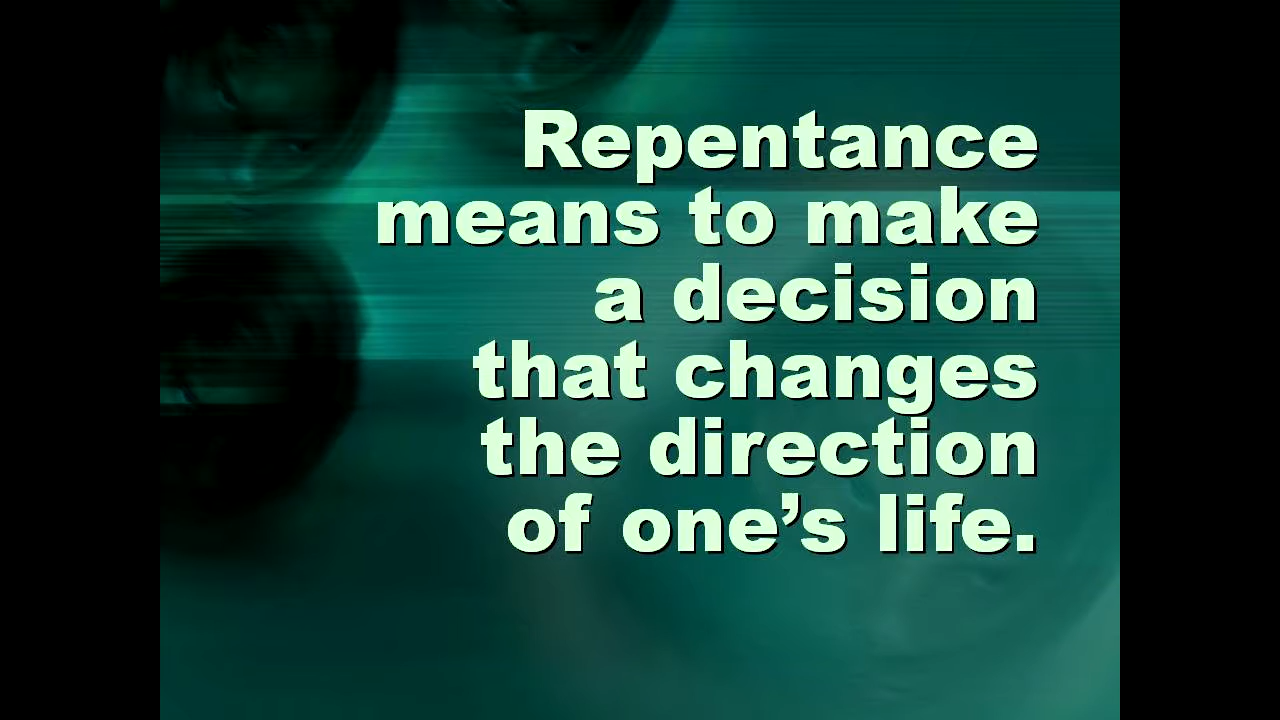 Repentance
means to make
a decision
that changes
the direction
of one’s life.